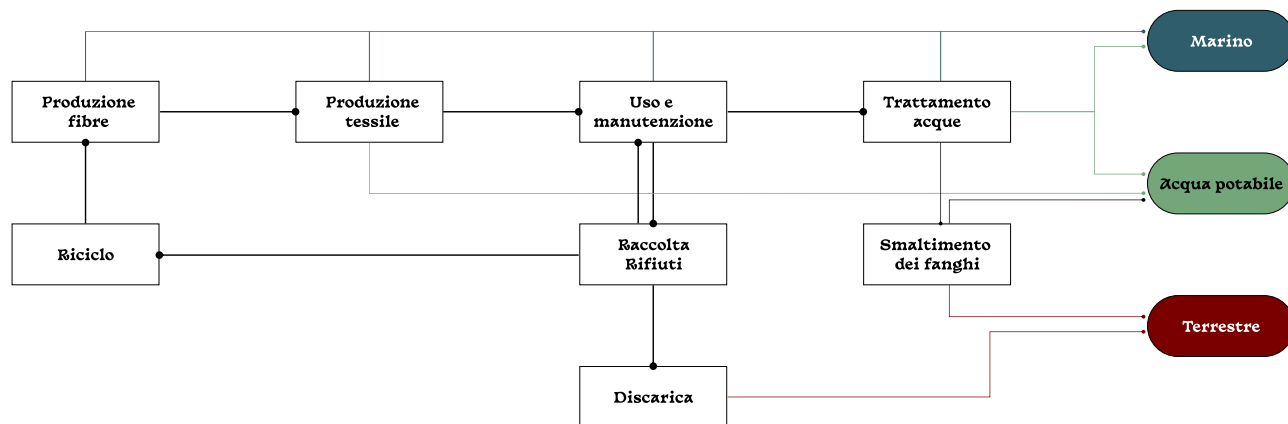 Marino
Produzione
fibre
Produzione
tessile
Uso e
manutenzione
Trattamento
acque
Acqua potabile
Riciclo
Raccolta
Rifiuti
Smaltimento
dei fanghi
Terrestre
Discarica